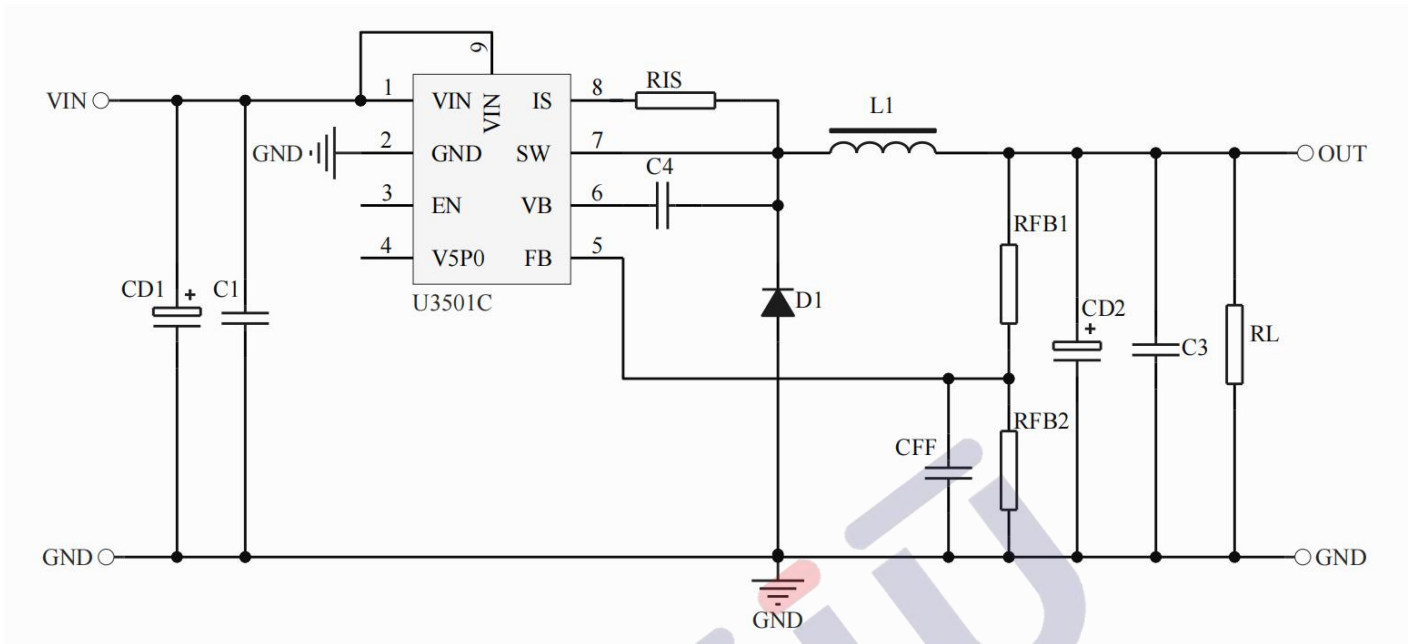 9
VIN
1
VIN
VIN
IS
8
RIS
L1
GND
2
GND
SW
7
OUT
C4
3
EN
VB
6
RFB1
4
V5P0
FB
5
CD1
+
C1
U3501C
D1
CD2
+
C3
RL
RFB2
CFF
GND
GND
GND